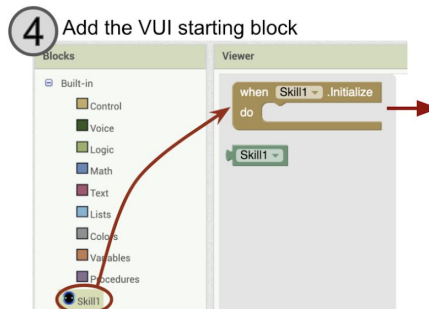 4 Add the VUI starting block
Blocks
Viewer
Built-in
Control
Voice
Logic
Math
Text
Lists
Colors
Variables
Procedures
Skill1
when Skill1 .Initialize
do
Skill1